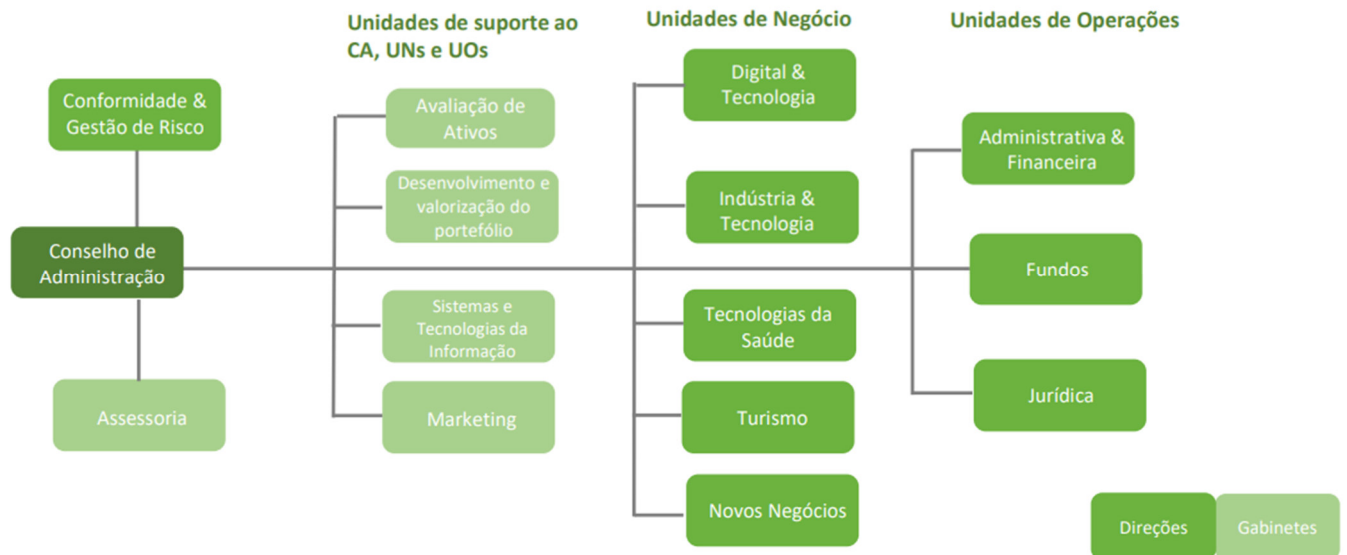 Unidades de suporte ao
CA, UNs e UOs
Unidades de Negócio
Unidades de Operações
Conformidade &
Gestão de Risco
Conselho de
Administração
Assessoria
Avaliação de
Ativos
Desenvolvimento e
valorização do
portefólio
Sistemas e
Tecnologias da
Informação
Marketing
Digital &
Tecnologia
Indústria &
Tecnologia
Tecnologias da
Saúde
Turismo
Novos Negócios
Administrativa &
Financeira
Fundos
Jurídica
Direções
Gabinetes